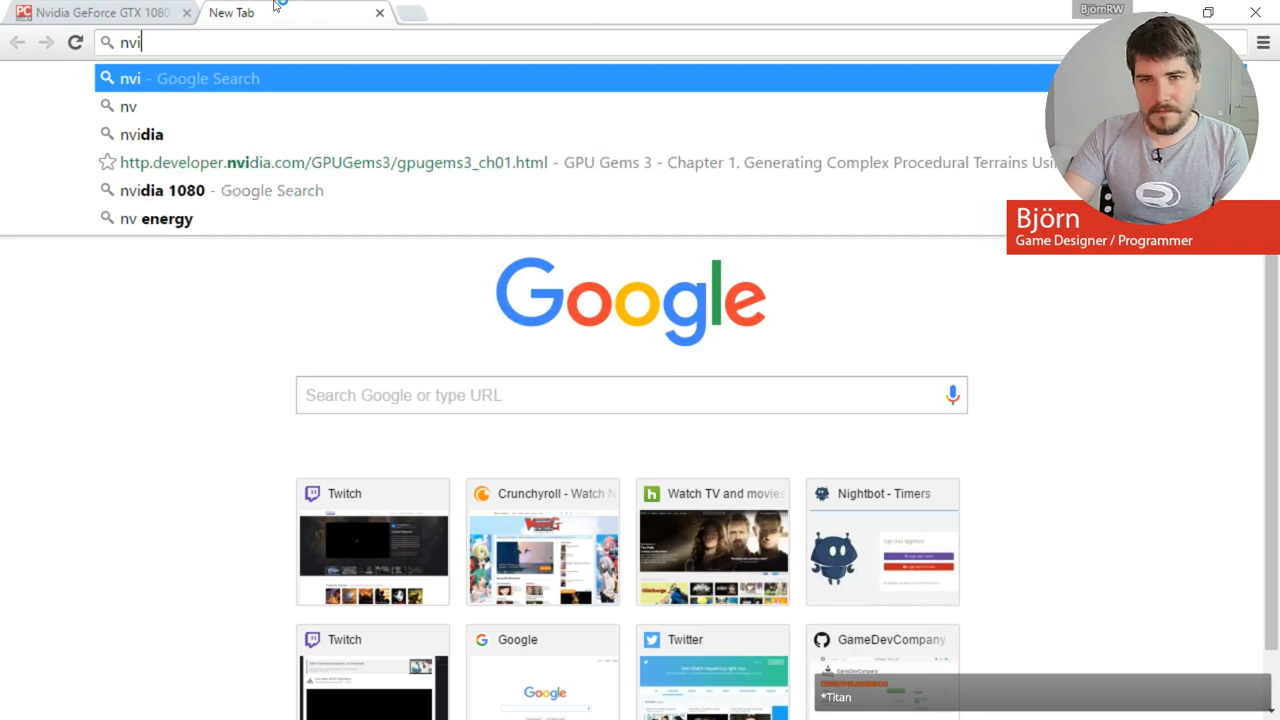 Nvidia GeForce GTX 1080
New Tab
BjörnRW
nvi
nvi - Google Search
nv
nvidia
http.developer.nvidia.com/GPUGems3/gpugems3_ch01.html - GPU Gems 3 - Chapter 1. Generating Complex Procedural Terrains Usi
nvidia 1080 - Google Search
nv energy
Björn
Game Designer / Programmer
Google
Search Google or type URL
Twitch
Crunchyroll - Watch N
Watch TV and movies
Nightbot - Timers
Twitch
Google
Twitter
GameDevCompany
Google
GameDevCompany
*Titan